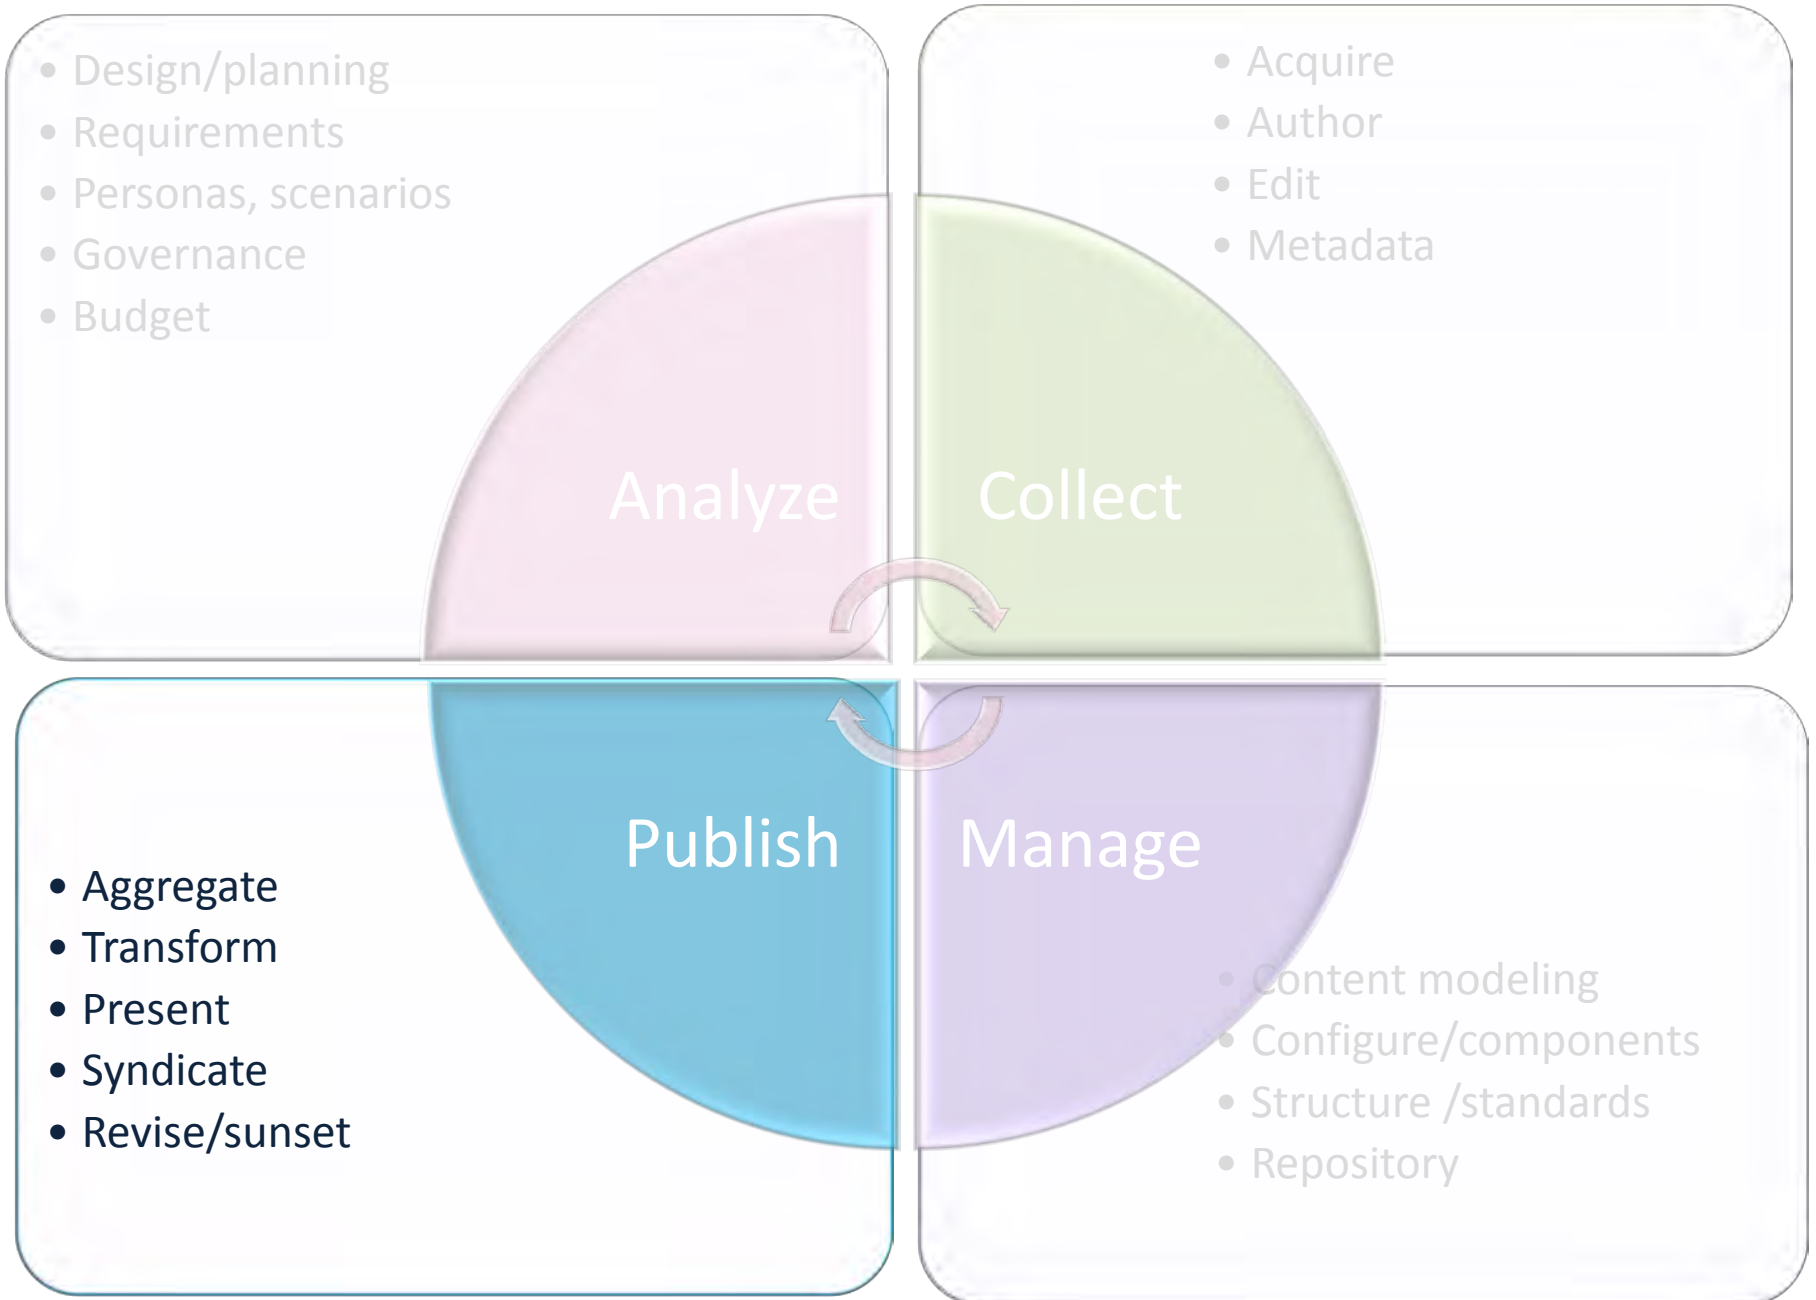 • Design/planning
• Requirements
• Personas, scenarios
• Governance
• Budget
• Acquire
• Author
• Edit
• Metadata
Analyze
Collect
Publish
Manage
• Aggregate
• Transform
• Present
• Syndicate
• Revise/sunset
• Content modeling
• Configure/components
• Structure /standards
• Repository